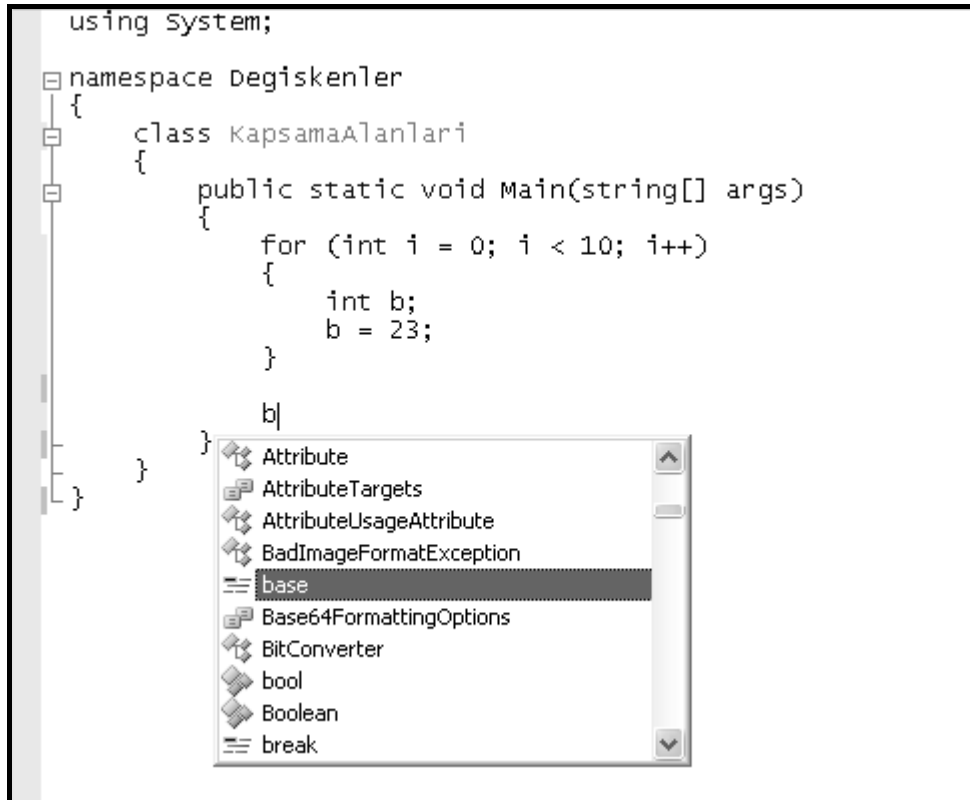 using System;
namespace Degiskenler
{
class KapsamaAlanlari
{
public static void Main(string[] args)
{
for (int i = 0; i < 10; i++)
{
int b;
b = 23;
}
b
}
Attribute
}
AttributeTargets
}
AttributeUsageAttribute
BadImageFormatException
base
Base64FormattingOptions
BitConverter
bool
Boolean
break